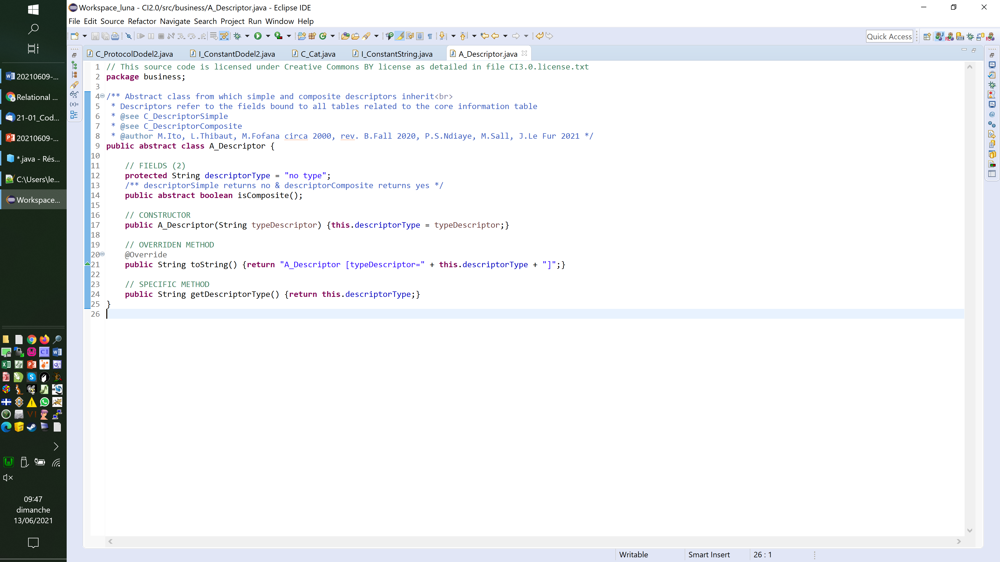 Workspace_luna - CI2.0/src/business/A_Descriptor.java - Eclipse IDE
File Edit Source Refactor Navigate Search Project Run Window Help
Quick Access
C_ProtocolDodel2.java I_ConstantDodel2.java C_Cat.java I_ConstantString.java A_Descriptor.java
1 // This source code is licensed under Creative Commons BY license as detailed in file CI3.0.license.txt
2 package business;
3
4 /** Abstract class from which simple and composite descriptors inherit<br>
5 * Descriptors refer to the fields bound to all tables related to the core information table
6 * @see C_DescriptorSimple
7 * @see C_DescriptorComposite
8 * @author M.Ito, L.Thibaut, M.Fofana circa 2000, rev. B.Fall 2020, P.S.Ndiaye, M.Sall, J.Le Fur 2021 */
9 public abstract class A_Descriptor {
10
11 // FIELDS (2)
12 protected String descriptorType = "no type";
13 /** descriptorSimple returns no & descriptorComposite returns yes */
14 public abstract boolean isComposite();
15
16 // CONSTRUCTOR
17 public A_Descriptor(String typeDescriptor) {this.descriptorType = typeDescriptor;}
18
19 // OVERRIDEN METHOD
20 @Override
21 public String toString() {return "A_Descriptor [typeDescriptor=" + this.descriptorType + "]";}
22
23 // SPECIFIC METHOD
24 public String getDescriptorType() {return this.descriptorType;}
25 }
26
Writable Smart Insert 26 : 1
20210609-...
Relational ...
21-01_Cod...
20210609-...
*.java - Rés...
C:\Users\le...
Workspace...
09:47
dimanche
13/06/2021